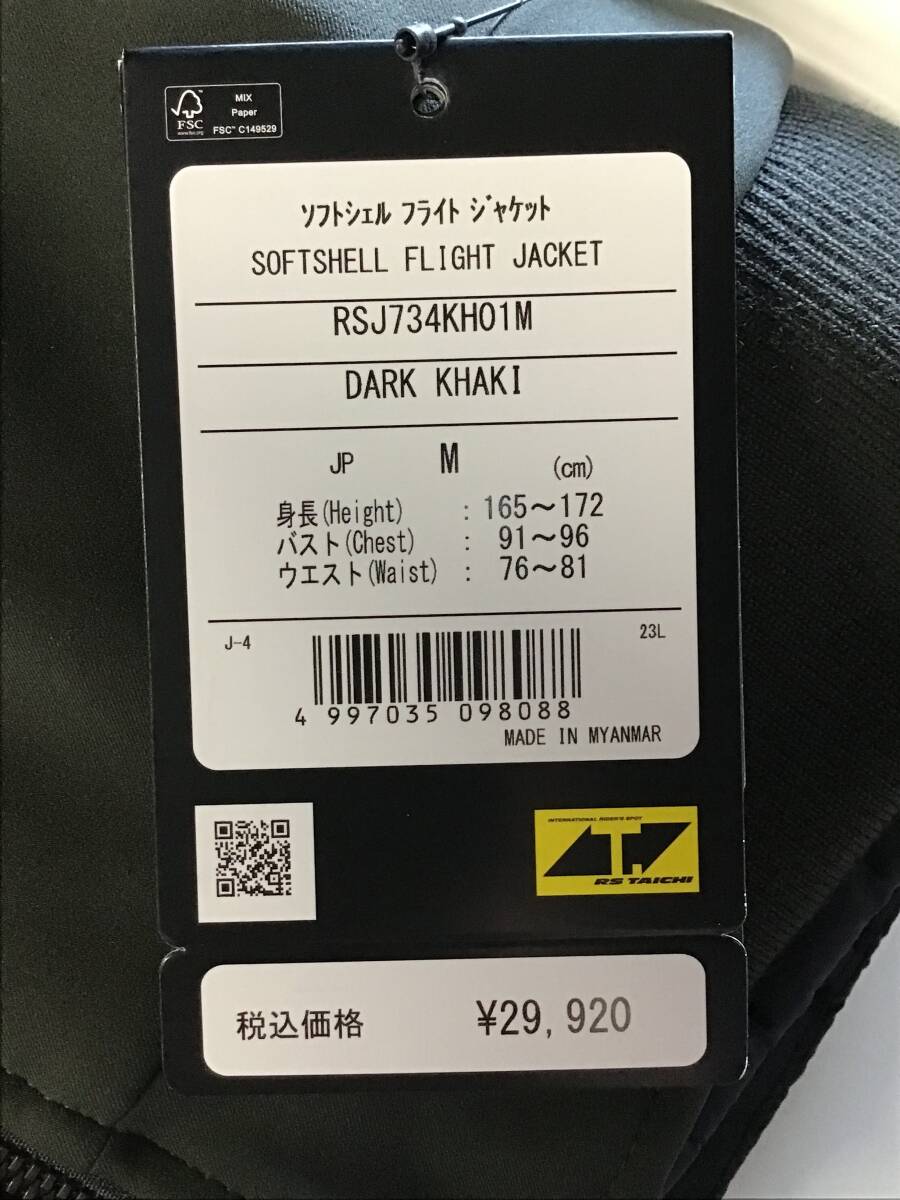 MIX
Paper
FSC™ C149529
FSC™
www.fsc.org
ソフトシェル フライト ジャケット
SOFTSHELL FLIGHT JACKET
RSJ734KH01M
DARK KHAKI
JP M (cm)
身長(Height) : 165～172
バスト(Chest) : 91～96
ウエスト(Waist) : 76～81
J-4 23L
4 997035 098088
MADE IN MYANMAR
INTERNATIONAL RIDER'S SPOT
RS TAICHI
税込価格 ¥29,920